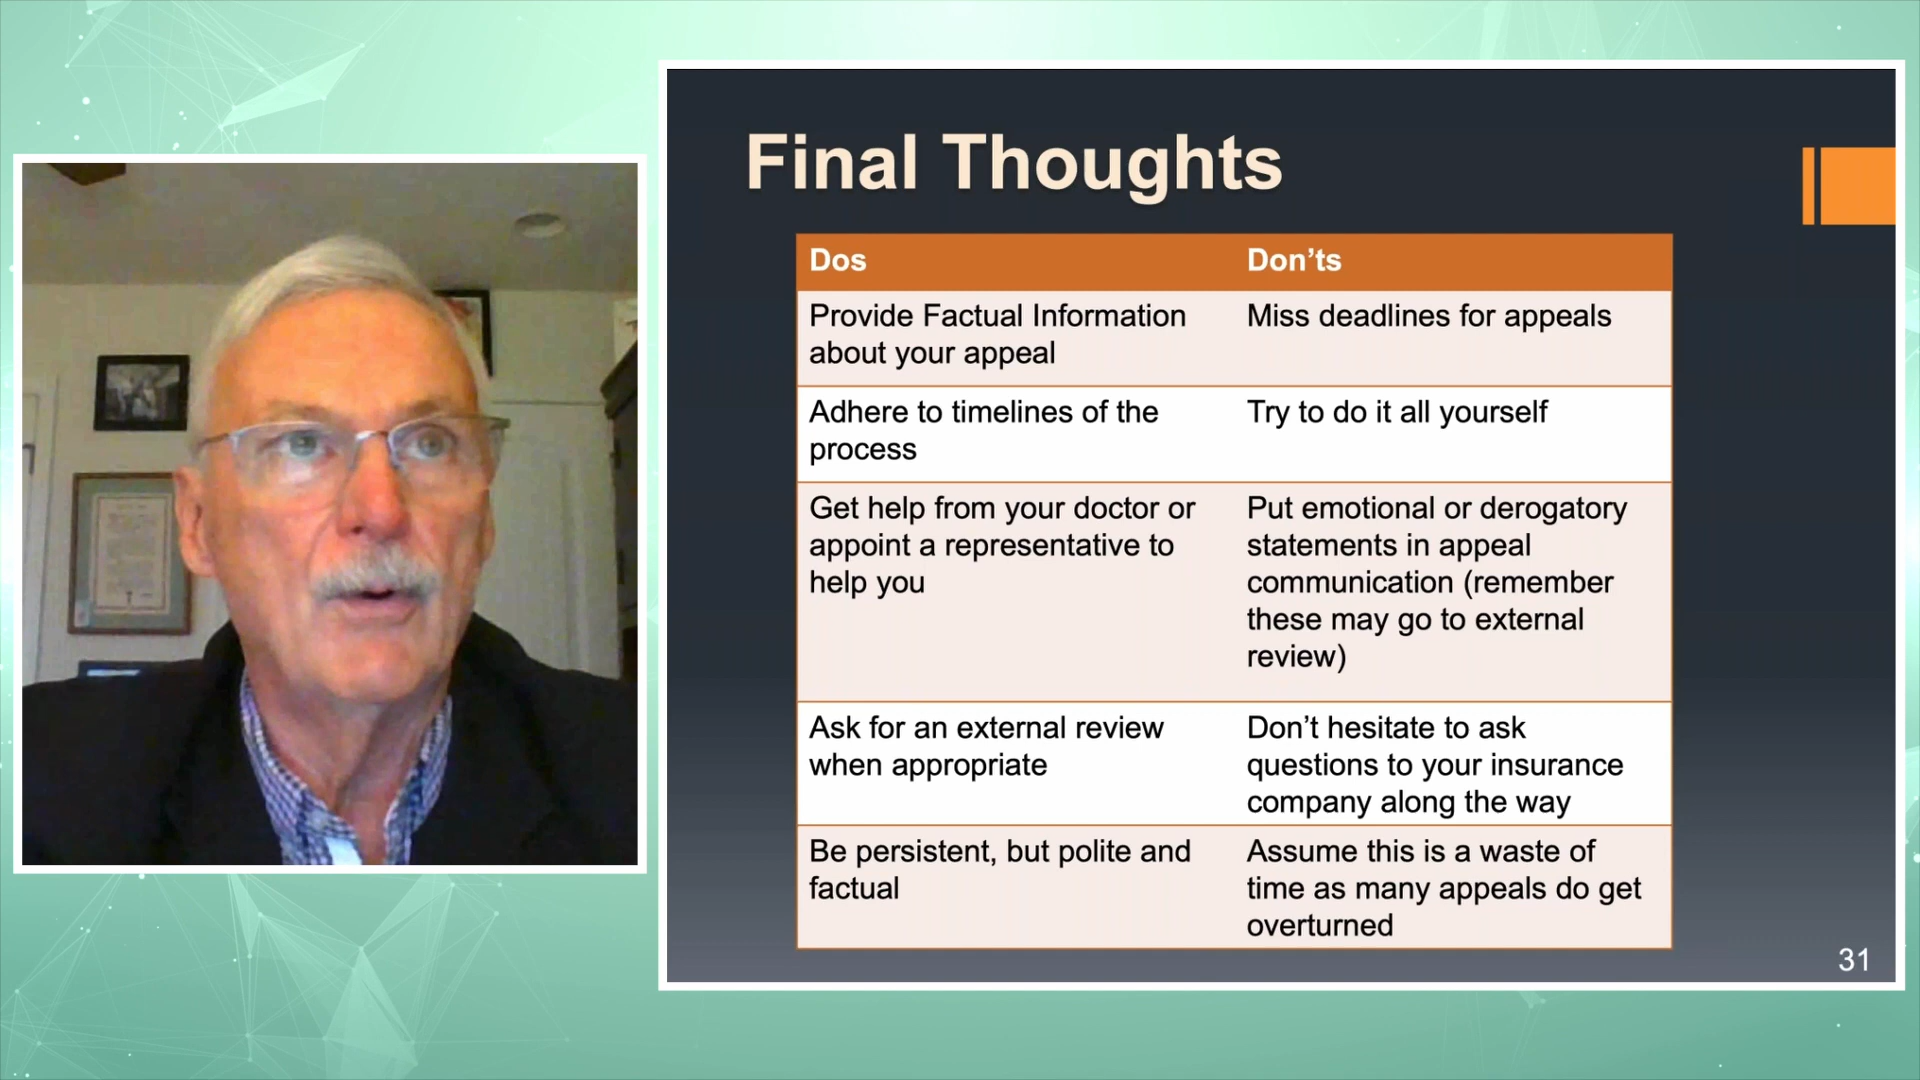 Final Thoughts
Dos
Don'ts
Provide Factual Information
about your appeal
Miss deadlines for appeals
Adhere to timelines of the
process
Try to do it all yourself
Get help from your doctor or
appoint a representative to
help you
Put emotional or derogatory
statements in appeal
communication (remember
these may go to external
review)
Ask for an external review
when appropriate
Don’t hesitate to ask
questions to your insurance
company along the way
Be persistent, but polite and
factual
Assume this is a waste of
time as many appeals do get
overturned
31